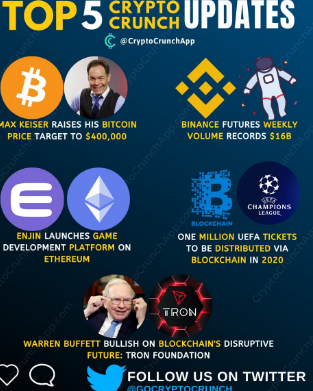 TOP 5 CRYPTO CRUNCH UPDATES
@CryptoCrunchApp
MAX KEISER RAISES HIS BITCOIN
PRICE TARGET TO $400,000
BINANCE FUTURES WEEKLY
VOLUME RECORDS $16B
ENJIN LAUNCHES GAME
DEVELOPMENT PLATFORM ON
ETHEREUM
BLOCKCHAIN
CHAMPIONS
LEAGUE
ONE MILLION UEFA TICKETS
TO BE DISTRIBUTED VIA
BLOCKCHAIN IN 2020
TRON
WARREN BUFFETT BULLISH ON BLOCKCHAIN'S DISRUPTIVE
FUTURE: TRON FOUNDATION
FOLLOW US ON TWITTER
@GOCRYPTOCRUNCH